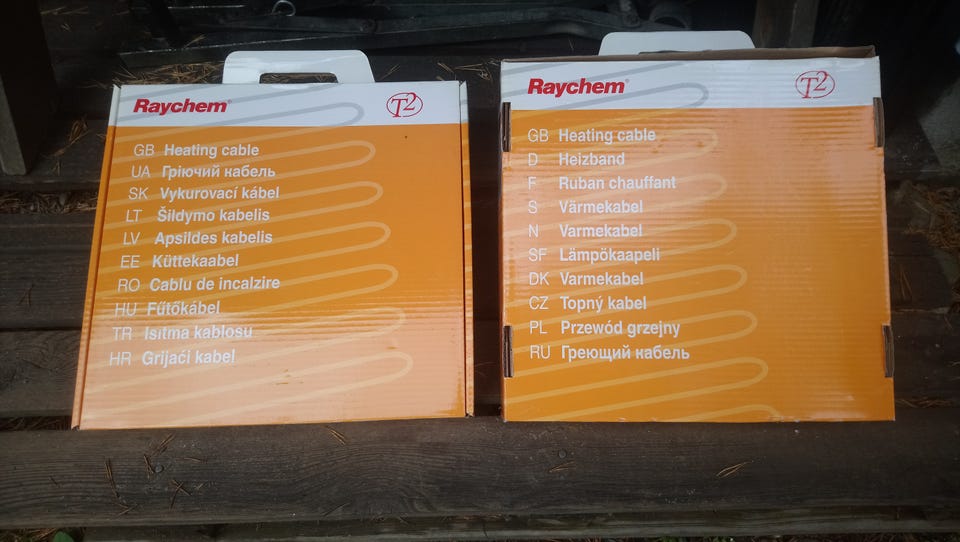 Raychem® T2
GB Heating cable
UA Гріючий кабель
SK Vykurovací kábel
LT Šildymo kabelis
LV Apsildes kabelis
EE Küttekaabel
RO Cablu de incalzire
HU Fűtőkábel
TR Isıtma kablosu
HR Grijaći kabel
Raychem® T2
GB Heating cable
D Heizband
F Ruban chauffant
S Värmekabel
N Varmekabel
SF Lämpökaapeli
DK Varmekabel
CZ Topný kabel
PL Przewód grzejny
RU Греющий кабель